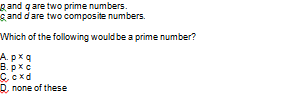 p and q are two prime numbers.
c and d are two composite numbers.
Which of the following would be a prime number?
A. p x q
B. p x c
C. c x d
D. none of these